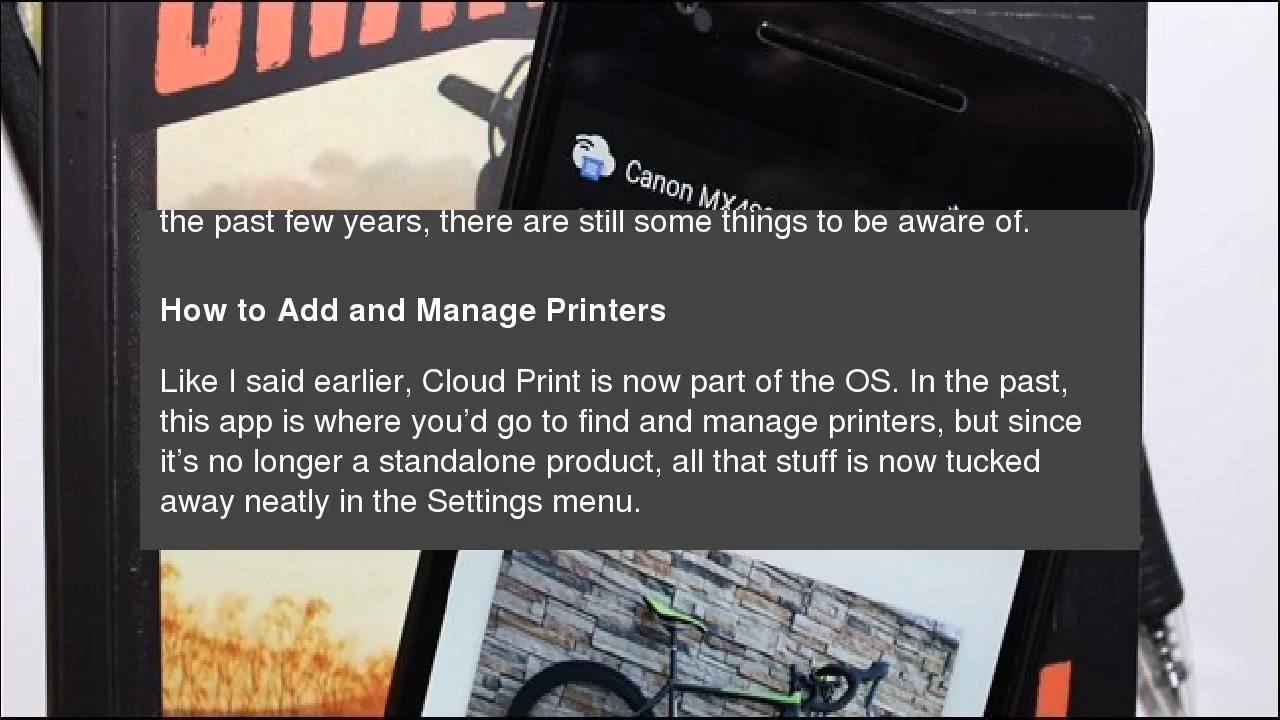 Canon
the past few years, there are still some things to be aware of.
How to Add and Manage Printers
Like I said earlier, Cloud Print is now part of the OS. In the past,
this app is where you’d go to find and manage printers, but since
it’s no longer a standalone product, all that stuff is now tucked
away neatly in the Settings menu.